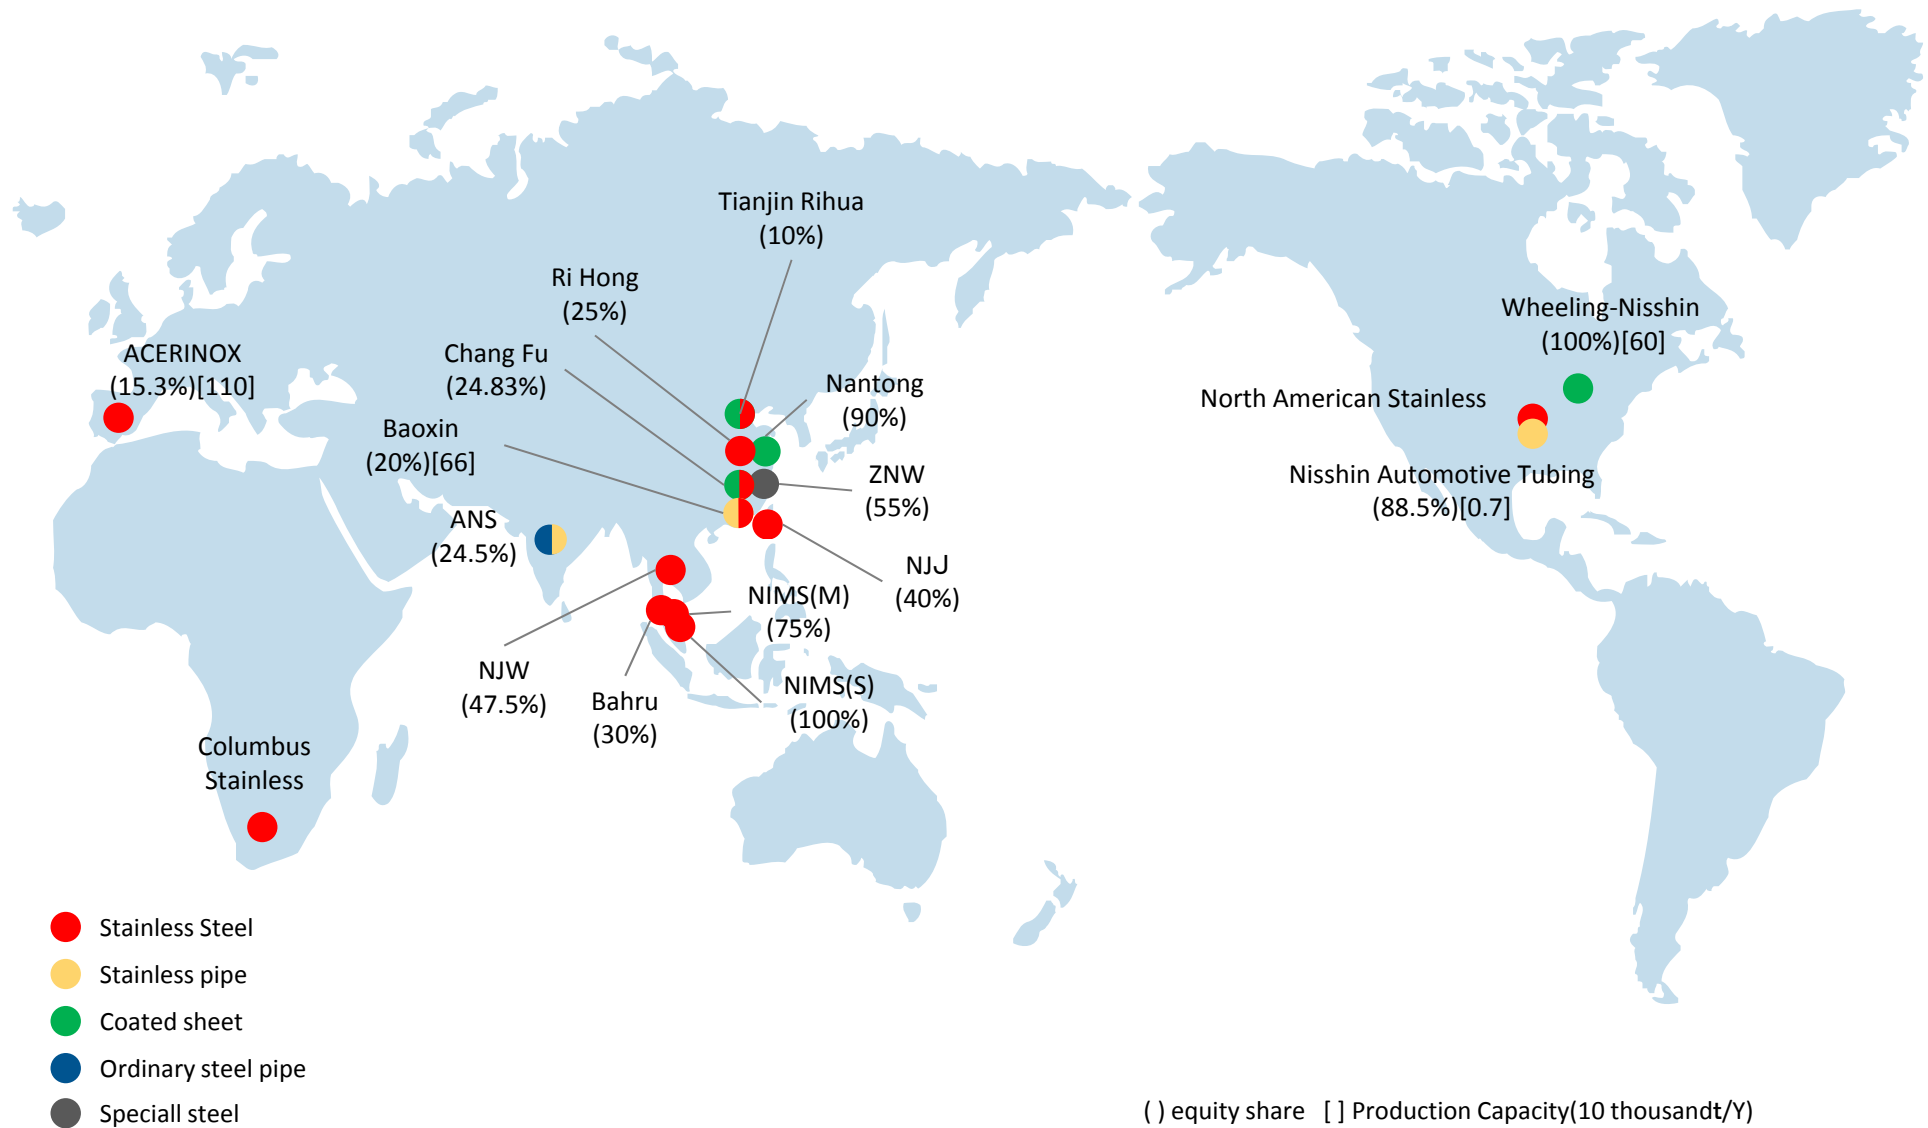 Tianjin Rihua
(10%)
Ri Hong
(25%)
Chang Fu
(24.83%)
ACERINOX
(15.3%)[110]
Baoxin
(20%)[66]
Nantong
(90%)
ZNW
(55%)
ANS
(24.5%)
NJJ
(40%)
NIMS(M)
(75%)
NJW
(47.5%)
Bahru
(30%)
NIMS(S)
(100%)
Columbus
Stainless
Wheeling-Nisshin
(100%)[60]
North American Stainless
Nisshin Automotive Tubing
(88.5%)[0.7]
Stainless Steel
Stainless pipe
Coated sheet
Ordinary steel pipe
Speciall steel
( ) equity share [ ] Production Capacity(10 thousandt/Y)